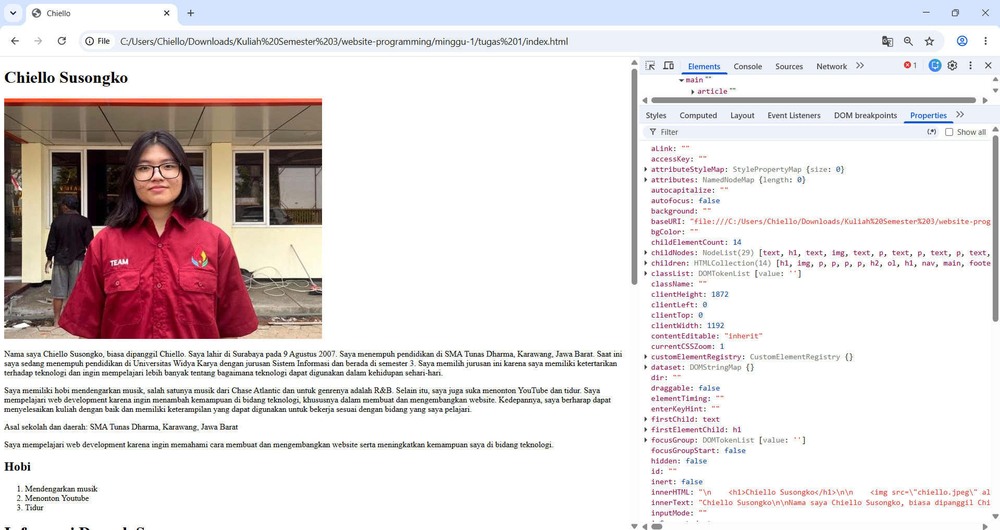 Chiello
File
C:/Users/Chiello/Downloads/Kuliah%20Semester%203/website-programming/minggu-1/tugas%201/index.html
Chiello Susongko
TEAM
Nama saya Chiello Susongko, biasa dipanggil Chiello. Saya lahir di Surabaya pada 9 Agustus 2007. Saya menempuh pendidikan di SMA Tunas Dharma, Karawang, Jawa Barat. Saat ini
saya sedang menempuh pendidikan di Universitas Widya Karya dengan jurusan Sistem Informasi dan berada di semester 3. Saya memilih jurusan ini karena saya memiliki ketertarikan
terhadap teknologi dan ingin mempelajari lebih banyak tentang bagaimana teknologi dapat digunakan dalam kehidupan sehari-hari.
Saya memiliki hobi mendengarkan musik, salah satunya musik dari Chase Atlantic dan untuk genrenya adalah R&B. Selain itu, saya juga suka menonton YouTube dan tidur. Saya
mempelajari web development karena ingin menambah kemampuan di bidang teknologi, khususnya dalam membuat dan mengembangkan website. Kedepannya, saya berharap dapat
menyelesaikan kuliah dengan baik dan memiliki keterampilan yang dapat digunakan untuk bekerja sesuai dengan bidang yang saya pelajari.
Asal sekolah dan daerah: SMA Tunas Dharma, Karawang, Jawa Barat
Saya mempelajari web development karena ingin memahami cara membuat dan mengembangkan website serta meningkatkan kemampuan saya di bidang teknologi.
Hobi
1. Mendengarkan musik
2. Menonton Youtube
3. Tidur
Elements Console Sources Network 1
main ""
article ""
Styles Computed Layout Event Listeners DOM breakpoints Properties
Filter (.*) Show all
aLink: ""
accessKey: ""
attributeStyleMap: StylePropertyMap {size: 0}
attributes: NamedNodeMap {length: 0}
autocapitalize: ""
autofocus: false
background: ""
baseURI: "file:///C:/Users/Chiello/Downloads/Kuliah%20Semester%203/website-prog
bgColor: ""
childElementCount: 14
childNodes: NodeList(29) [text, h1, text, img, text, p, text, p, text, p, text,
children: HTMLCollection(14) [h1, img, p, p, p, p, h2, ol, h1, nav, main, foote
classList: DOMTokenList [value: '']
className: ""
clientHeight: 1872
clientLeft: 0
clientTop: 0
clientWidth: 1192
contentEditable: "inherit"
currentCSSZoom: 1
customElementRegistry: CustomElementRegistry {}
dataset: DOMStringMap {}
dir: ""
draggable: false
elementTiming: ""
enterKeyHint: ""
firstChild: text
firstElementChild: h1
focusGroup: DOMTokenList [value: '']
focusGroupStart: false
hidden: false
id: ""
inert: false
innerHTML: "\n    <h1>Chiello Susongko</h1>\n\n    <img src=\"chiello.jpeg\" al
innerText: "Chiello Susongko\n\nNama saya Chiello Susongko, biasa dipanggil Chi
inputMode: ""